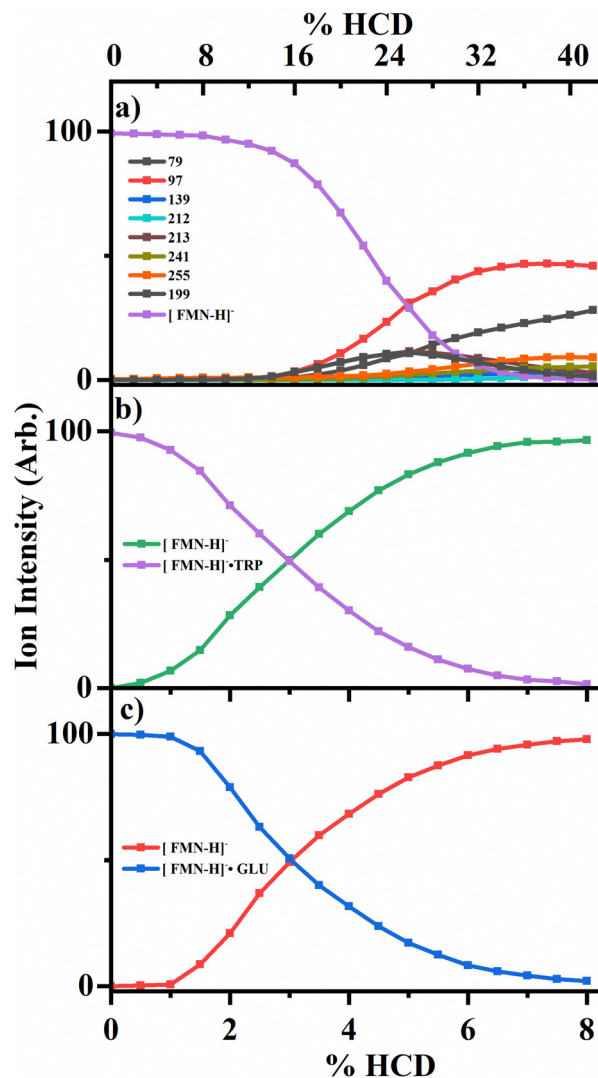 % HCD
0 8 16 24 32 40
a)
100
79
97
139
212
213
241
255
199
[ FMN-H]-
0
b)
100
[ FMN-H]-
[ FMN-H]-•TRP
0
c)
100
[ FMN-H]-
[ FMN-H]-• GLU
0
0 2 4 6 8
% HCD
Ion Intensity (Arb.)